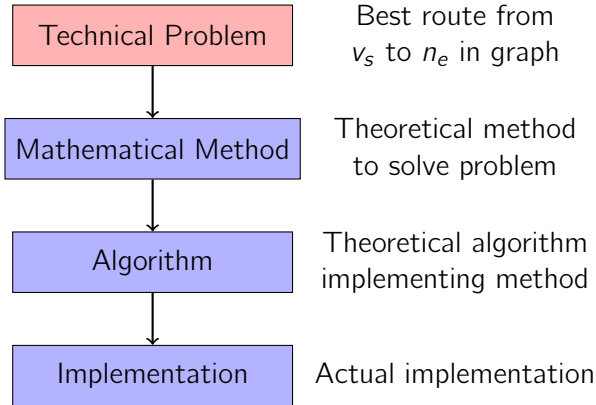 Technical Problem
Best route from
vₛ to nₑ in graph
Mathematical Method
Theoretical method
to solve problem
Algorithm
Theoretical algorithm
implementing method
Implementation
Actual implementation